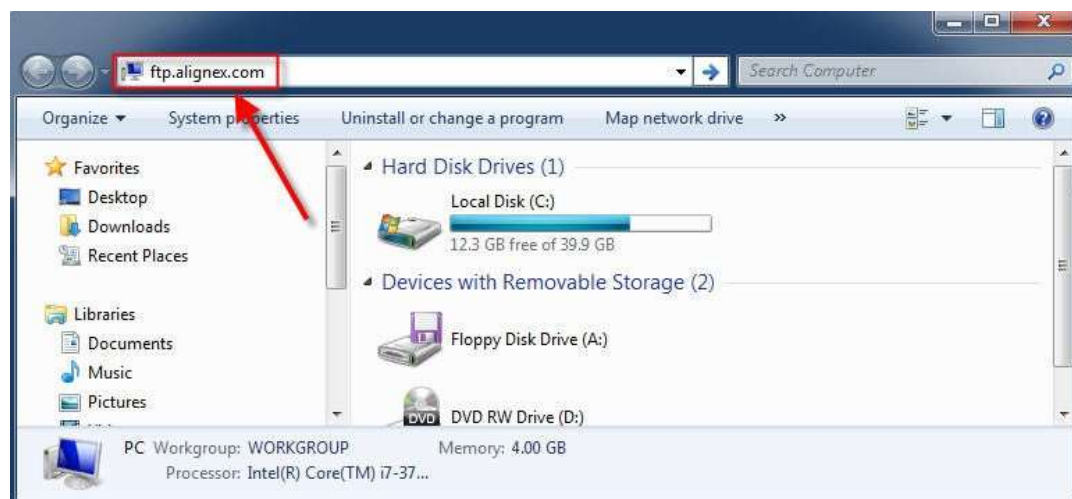 ftp.alignex.com
Search Computer
Organize
System properties
Uninstall or change a program
Map network drive
»
Favorites
Desktop
Downloads
Recent Places
Libraries
Documents
Music
Pictures
Hard Disk Drives (1)
Local Disk (C:)
12.3 GB free of 39.9 GB
Devices with Removable Storage (2)
Floppy Disk Drive (A:)
DVD
DVD RW Drive (D:)
PC Workgroup: WORKGROUP Memory: 4.00 GB
Processor: Intel(R) Core(TM) i7-37...